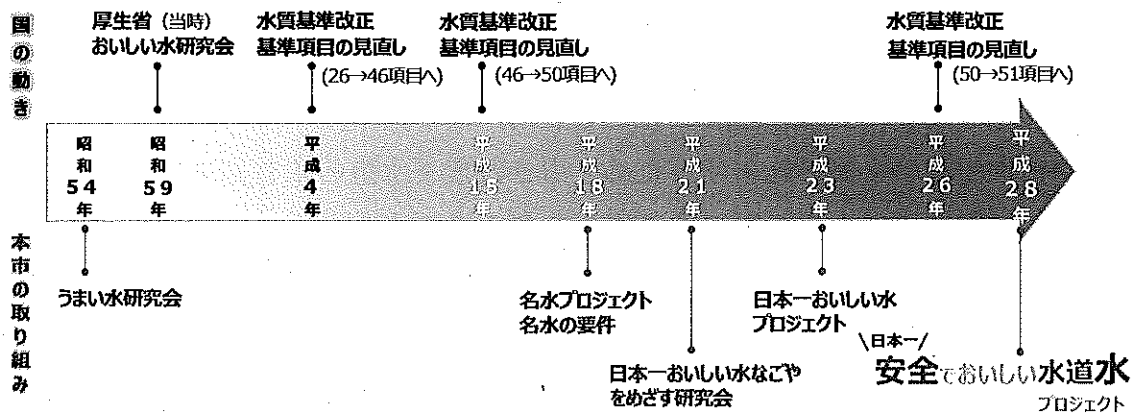 国の動き
厚生省（当時）
おいしい水研究会
水質基準改正
基準項目の見直し
(26→46項目へ)
水質基準改正
基準項目の見直し
(46→50項目へ)
水質基準改正
基準項目の見直し
(50→51項目へ)
昭和54年
昭和59年
平成4年
平成15年
平成18年
平成21年
平成23年
平成26年
平成28年
本市の取り組み
うまい水研究会
名水プロジェクト
名水の要件
日本一おいしい水なごや
をめざす研究会
日本一おいしい水
プロジェクト
\日本一/
安全でおいしい水道水
プロジェクト